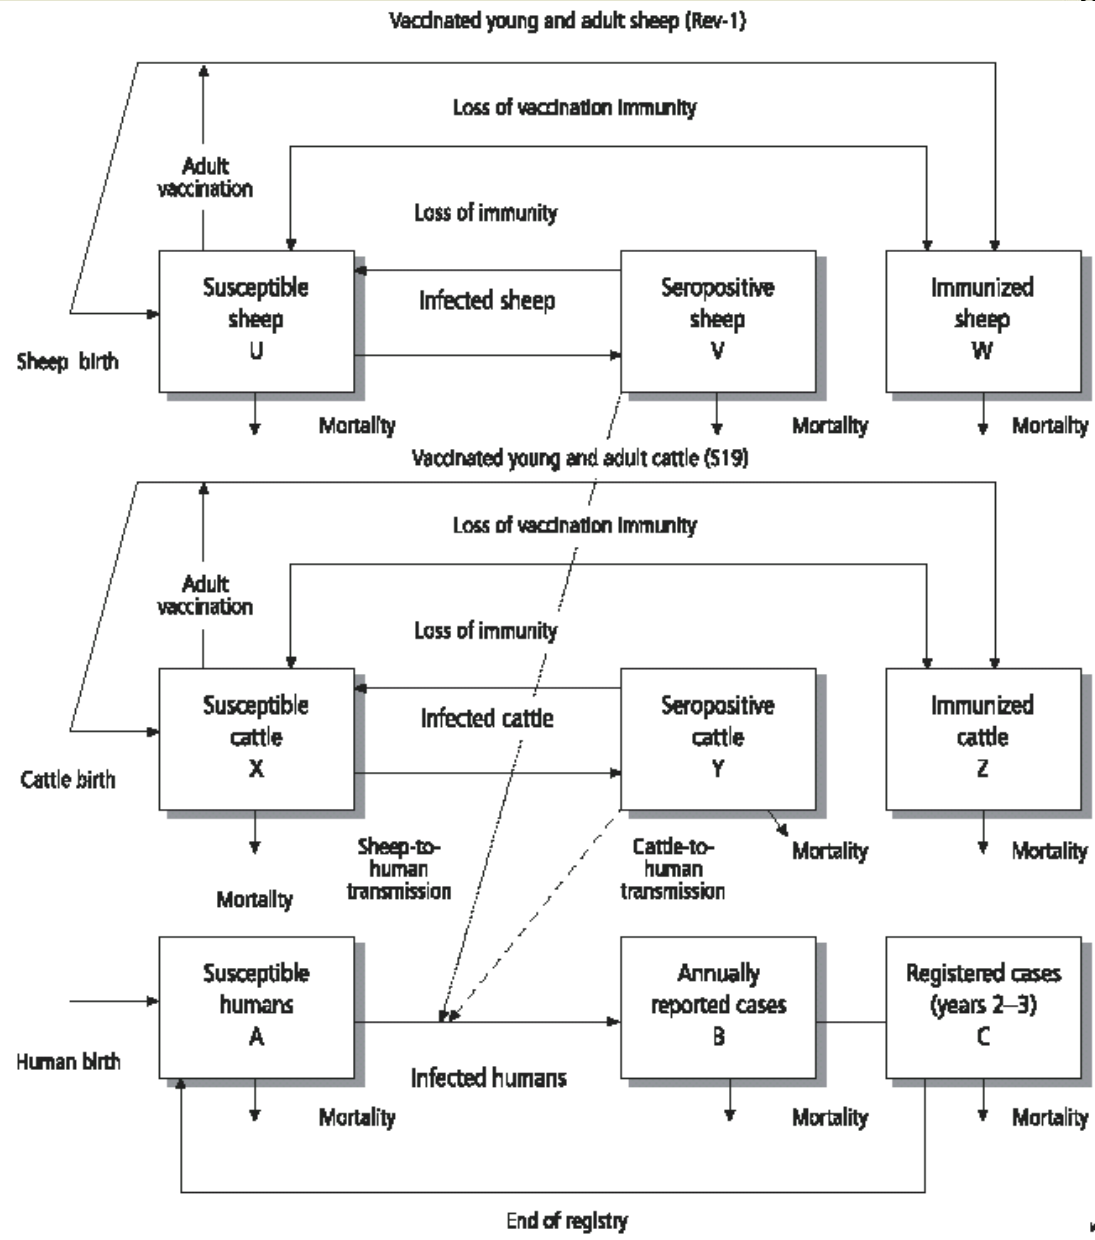 Vaccinated young and adult sheep (Rev-1)
Loss of vaccination immunity
Adult
vaccination
Loss of immunity
Susceptible
sheep
U
Infected sheep
Seropositive
sheep
V
Immunized
sheep
W
Sheep birth
Mortality
Mortality
Mortality
Vaccinated young and adult cattle (S19)
Loss of vaccination immunity
Adult
vaccination
Loss of immunity
Susceptible
cattle
X
Infected cattle
Seropositive
cattle
Y
Immunized
cattle
Z
Cattle birth
Mortality
Sheep-to-
human
transmission
Cattle-to-
human
transmission
Mortality
Mortality
Susceptible
humans
A
Annually
reported cases
B
Registered cases
(years 2–3)
C
Human birth
Infected humans
Mortality
Mortality
Mortality
End of registry